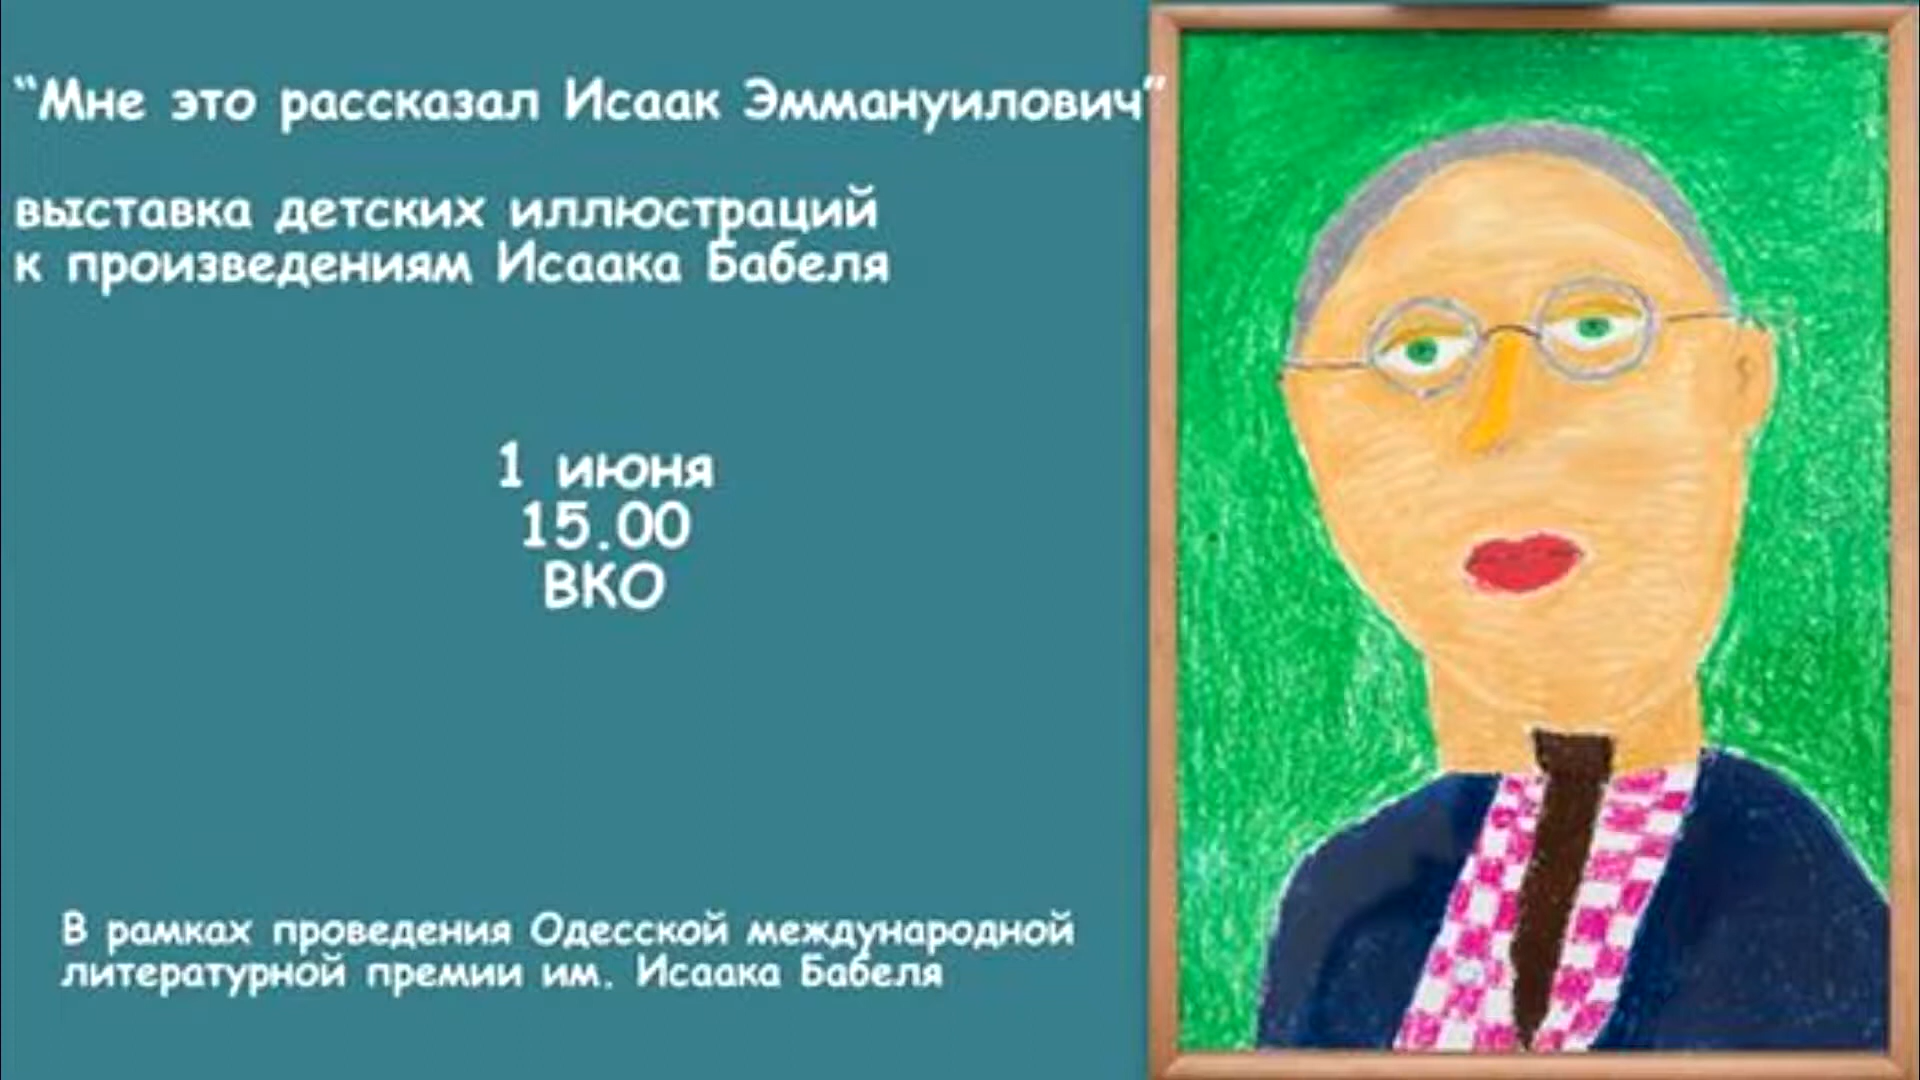 “Мне это рассказал Исаак Эммануилович”
выставка детских иллюстраций
к произведениям Исаака Бабеля
1 июня
15.00
ВКО
В рамках проведения Одесской международной
литературной премии им. Исаака Бабеля